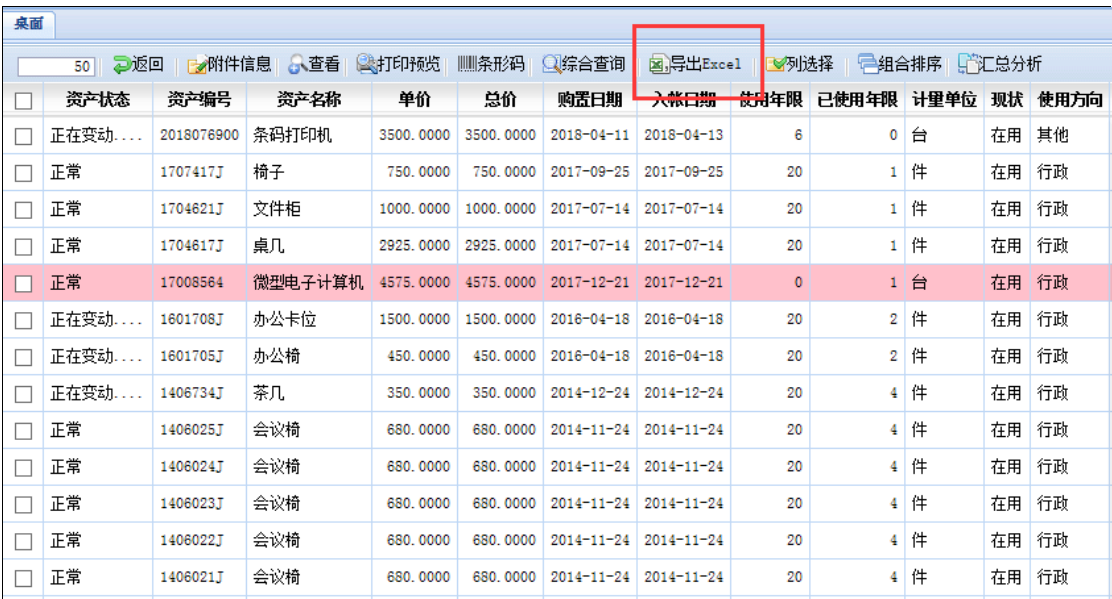 桌面
50 返回 附件信息 查看 打印预览 条形码 综合查询 导出Excel 列选择 组合排序 汇总分析
资产状态 资产编号 资产名称 单价 总价 购置日期 入帐日期 使用年限 已使用年限 计量单位 现状 使用方向
正在变动.... 2018076900 条码打印机 3500.0000 3500.0000 2018-04-11 2018-04-13 6 0 台 在用 其他
正常 1707417J 椅子 750.0000 750.0000 2017-09-25 2017-09-25 20 1 件 在用 行政
正常 1704621J 文件柜 1000.0000 1000.0000 2017-07-14 2017-07-14 20 1 件 在用 行政
正常 1704617J 桌几 2925.0000 2925.0000 2017-07-14 2017-07-14 20 1 件 在用 行政
正常 17008564 微型电子计算机 4575.0000 4575.0000 2017-12-21 2017-12-21 0 1 台 在用 行政
正在变动.... 1601708J 办公卡位 1500.0000 1500.0000 2016-04-18 2016-04-18 20 2 件 在用 行政
正在变动.... 1601705J 办公椅 450.0000 450.0000 2016-04-18 2016-04-18 20 2 件 在用 行政
正在变动.... 1406734J 茶几 350.0000 350.0000 2014-12-24 2014-12-24 20 4 件 在用 行政
正常 1406025J 会议椅 680.0000 680.0000 2014-11-24 2014-11-24 20 4 件 在用 行政
正常 1406024J 会议椅 680.0000 680.0000 2014-11-24 2014-11-24 20 4 件 在用 行政
正常 1406023J 会议椅 680.0000 680.0000 2014-11-24 2014-11-24 20 4 件 在用 行政
正常 1406022J 会议椅 680.0000 680.0000 2014-11-24 2014-11-24 20 4 件 在用 行政
正常 1406021J 会议椅 680.0000 680.0000 2014-11-24 2014-11-24 20 4 件 在用 行政